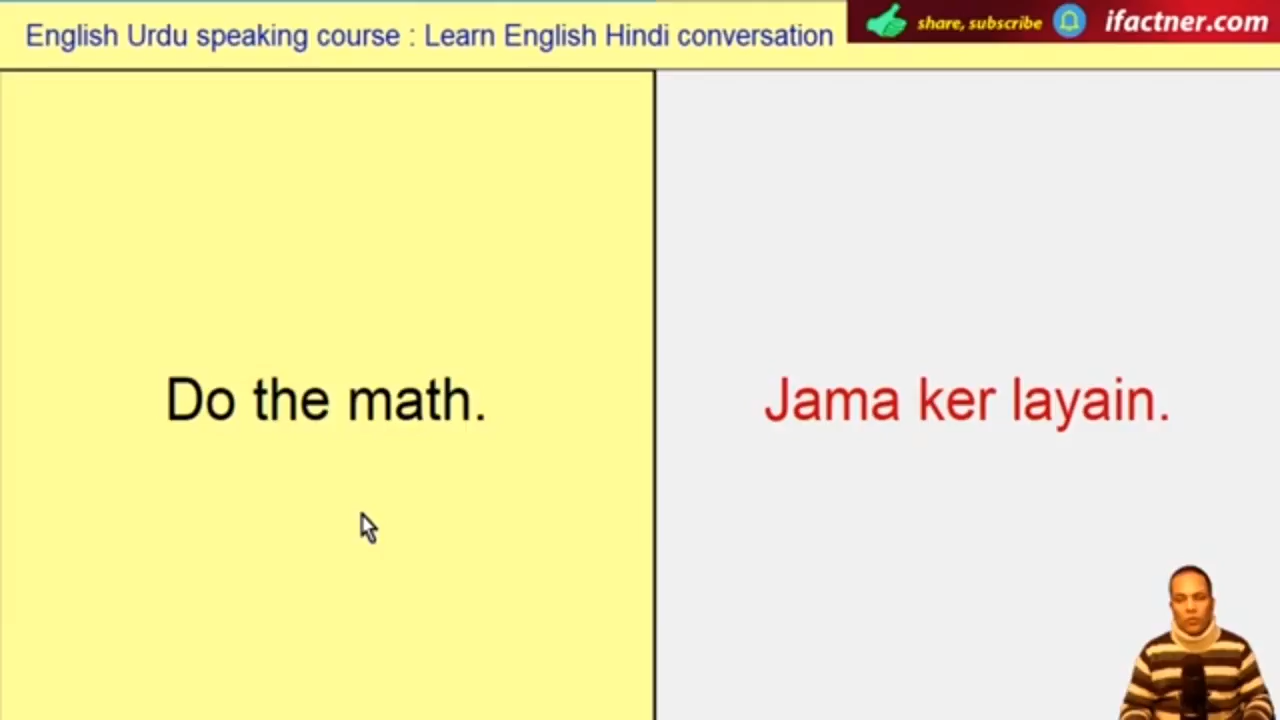 English Urdu speaking course : Learn English Hindi conversation
share, subscribe
ifactner.com
Do the math.
Jama ker layain.